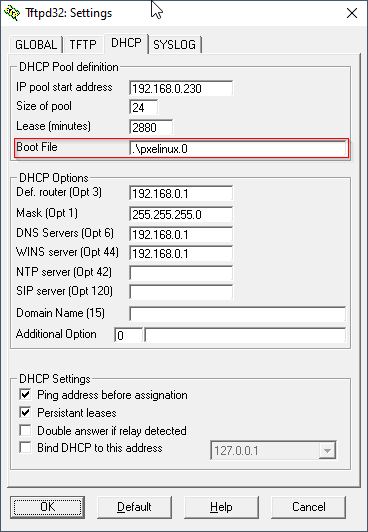 Tftpd32: Settings
GLOBAL TFTP DHCP SYSLOG
DHCP Pool definition
IP pool start address 192.168.0.230
Size of pool 24
Lease (minutes) 2880
Boot File .\pxelinux.0
DHCP Options
Def. router (Opt 3) 192.168.0.1
Mask (Opt 1) 255.255.255.0
DNS Servers (Opt 6) 192.168.0.1
WINS server (Opt 44) 192.168.0.1
NTP server (Opt 42)
SIP server (Opt 120)
Domain Name (15)
Additional Option 0
DHCP Settings
Ping address before assignation
Persistant leases
Double answer if relay detected
Bind DHCP to this address 127.0.0.1
OK Default Help Cancel